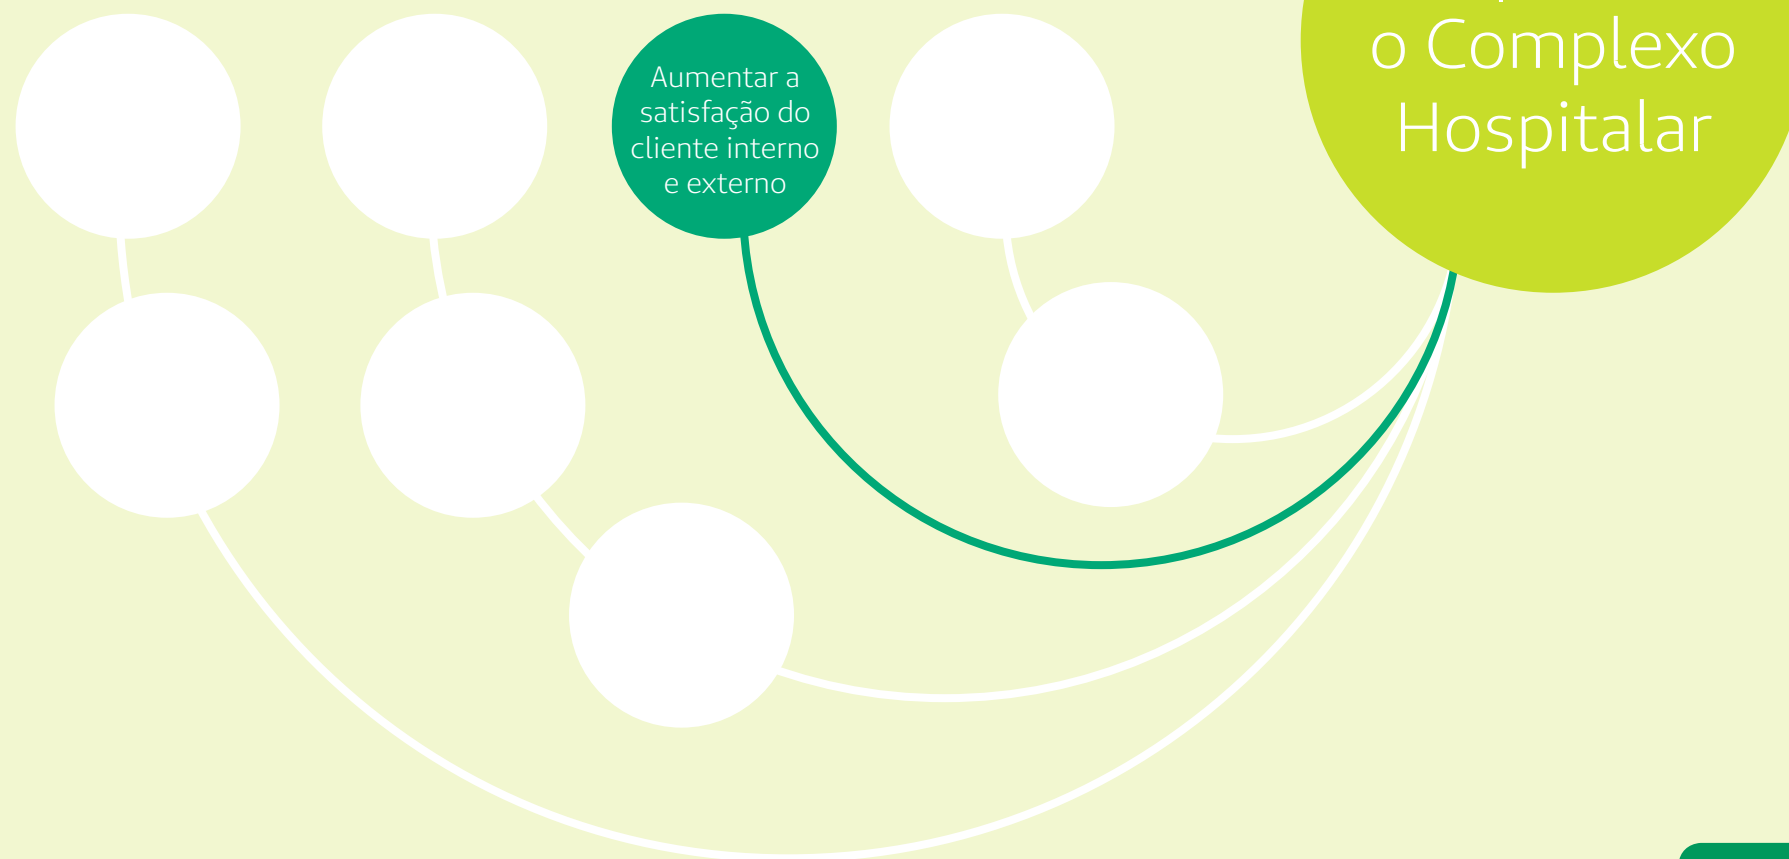 Aumentar a
satisfação do
cliente interno
e externo
o Complexo
Hospitalar